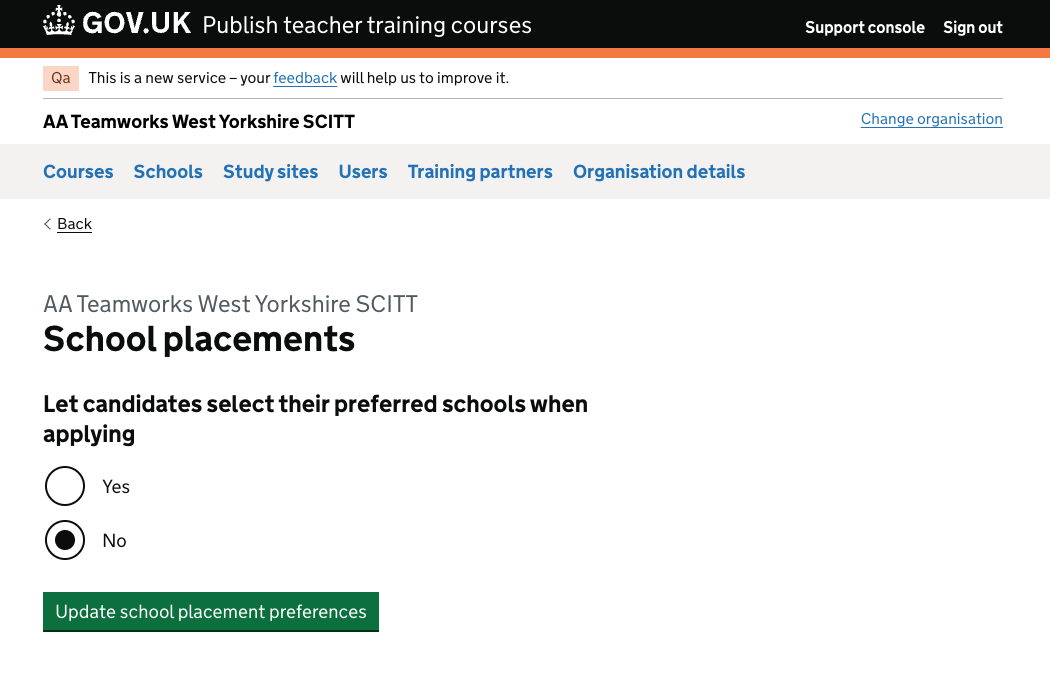 GOV.UK Publish teacher training courses Support console Sign out
Qa This is a new service – your feedback will help us to improve it.
AA Teamworks West Yorkshire SCITT Change organisation
Courses Schools Study sites Users Training partners Organisation details
Back
AA Teamworks West Yorkshire SCITT
School placements
Let candidates select their preferred schools when
applying
Yes
No
Update school placement preferences